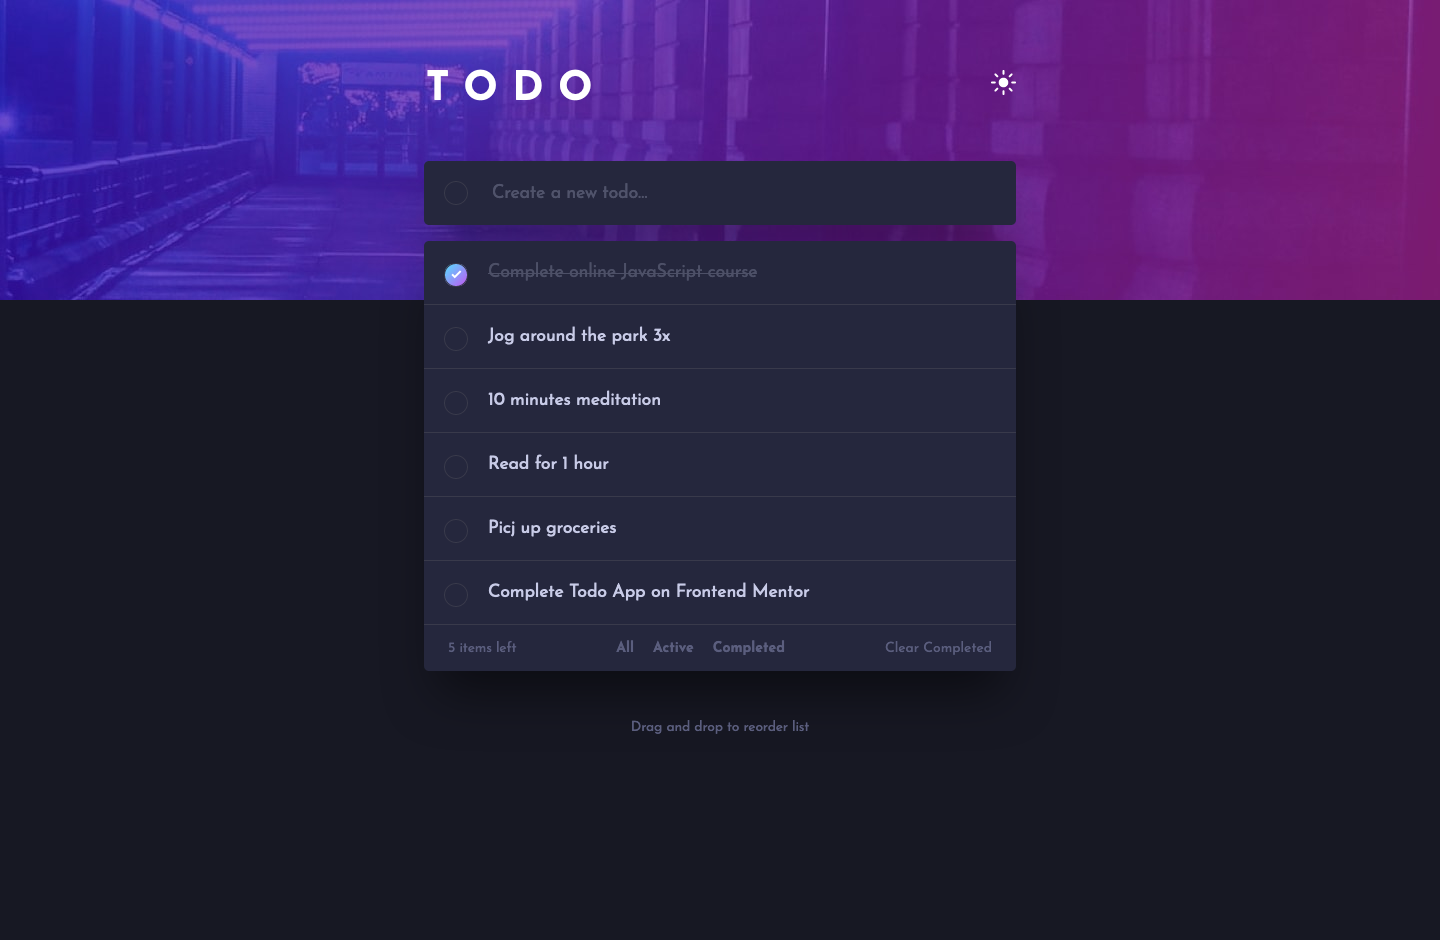 TODO
Create a new todo...
Complete online JavaScript course
Jog around the park 3x
10 minutes meditation
Read for 1 hour
Picj up groceries
Complete Todo App on Frontend Mentor
5 items left All Active Completed Clear Completed
Drag and drop to reorder list